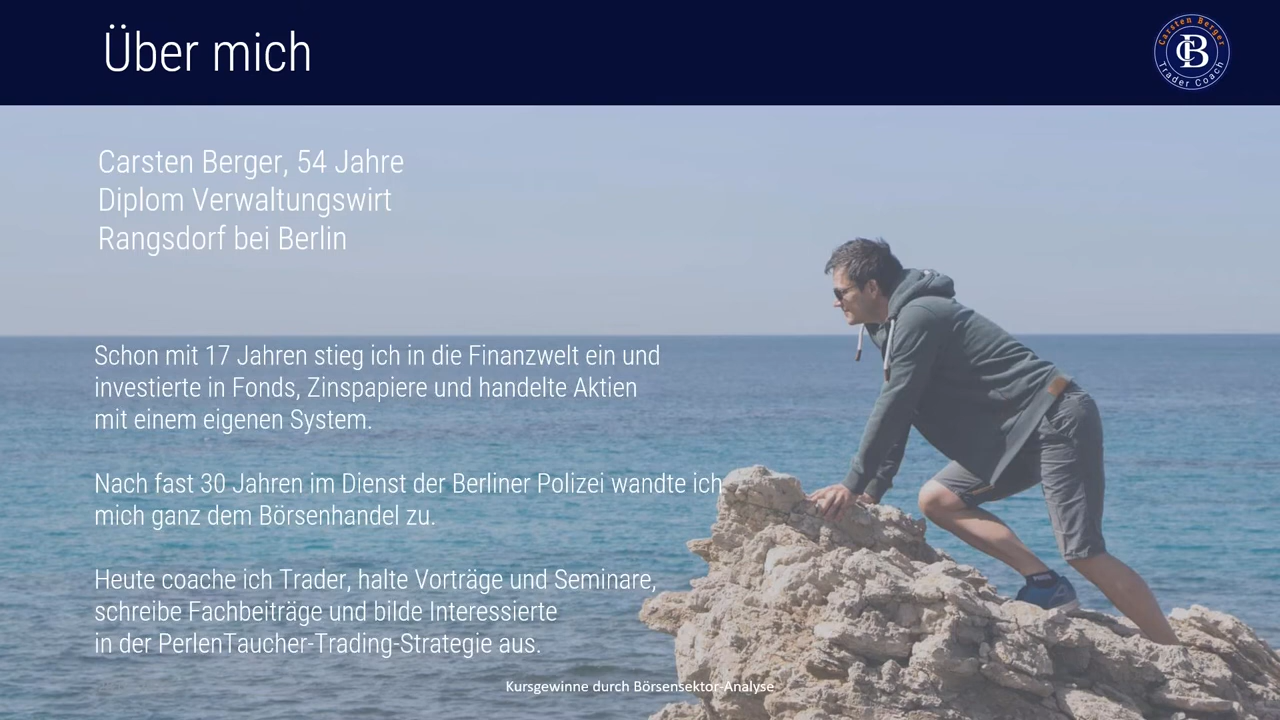 Über mich
Carsten Berger
CB
Trader Coach
Carsten Berger, 54 Jahre
Diplom Verwaltungswirt
Rangsdorf bei Berlin
Schon mit 17 Jahren stieg ich in die Finanzwelt ein und
investierte in Fonds, Zinspapiere und handelte Aktien
mit einem eigenen System.
Nach fast 30 Jahren im Dienst der Berliner Polizei wandte ich
mich ganz dem Börsenhandel zu.
Heute coache ich Trader, halte Vorträge und Seminare,
schreibe Fachbeiträge und bilde Interessierte
in der PerlenTaucher-Trading-Strategie aus.
Kursgewinne durch Börsensektor-Analyse